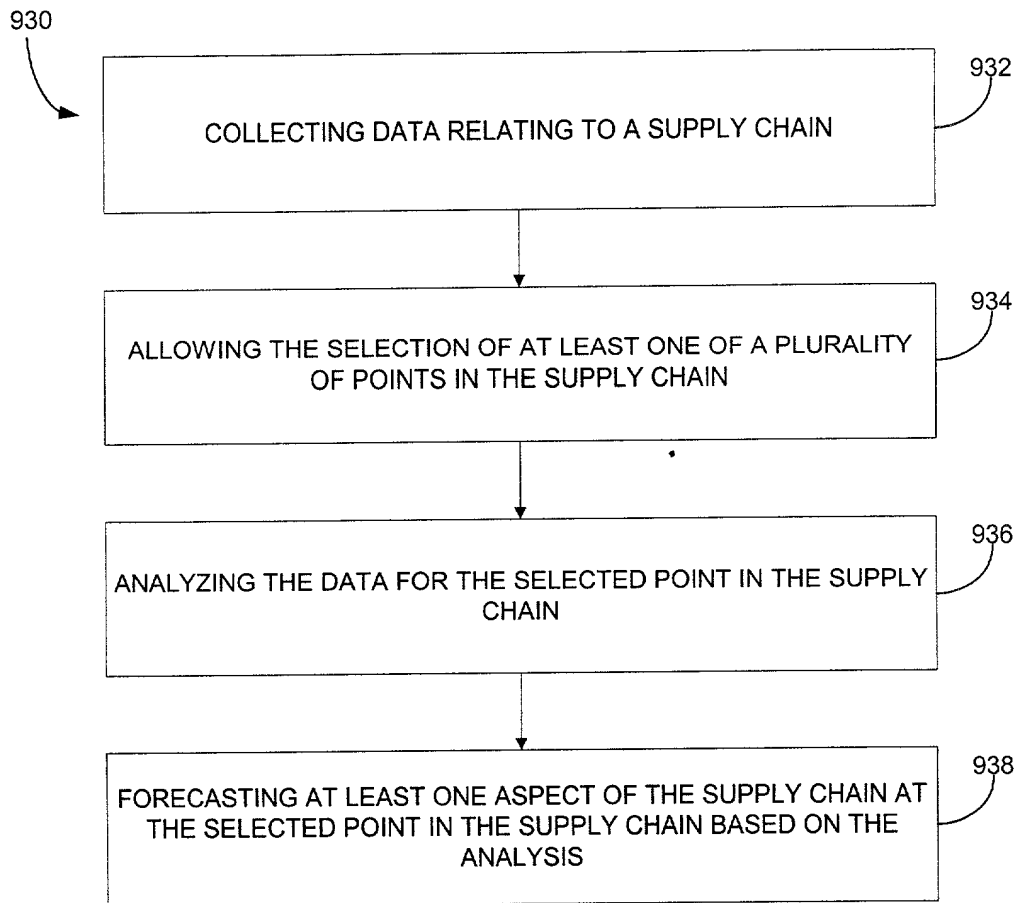 930
932
COLLECTING DATA RELATING TO A SUPPLY CHAIN
934
ALLOWING THE SELECTION OF AT LEAST ONE OF A PLURALITY
OF POINTS IN THE SUPPLY CHAIN
936
ANALYZING THE DATA FOR THE SELECTED POINT IN THE SUPPLY
CHAIN
938
FORECASTING AT LEAST ONE ASPECT OF THE SUPPLY CHAIN AT
THE SELECTED POINT IN THE SUPPLY CHAIN BASED ON THE
ANALYSIS